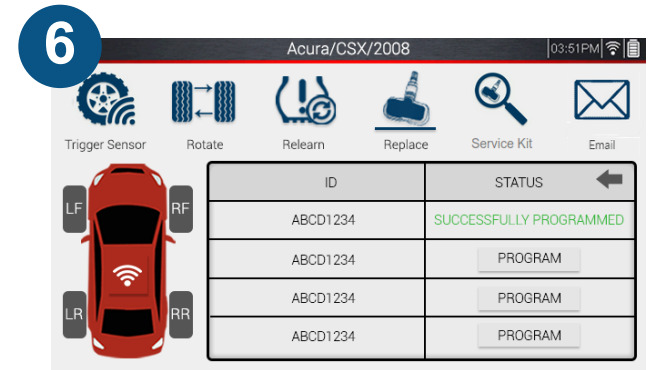 6
Acura/CSX/2008
03:51PM
Trigger Sensor
Rotate
Relearn
Replace
Service Kit
Email
LF
RF
LR
RR
ID STATUS
ABCD1234 SUCCESSFULLY PROGRAMMED
ABCD1234 PROGRAM
ABCD1234 PROGRAM
ABCD1234 PROGRAM